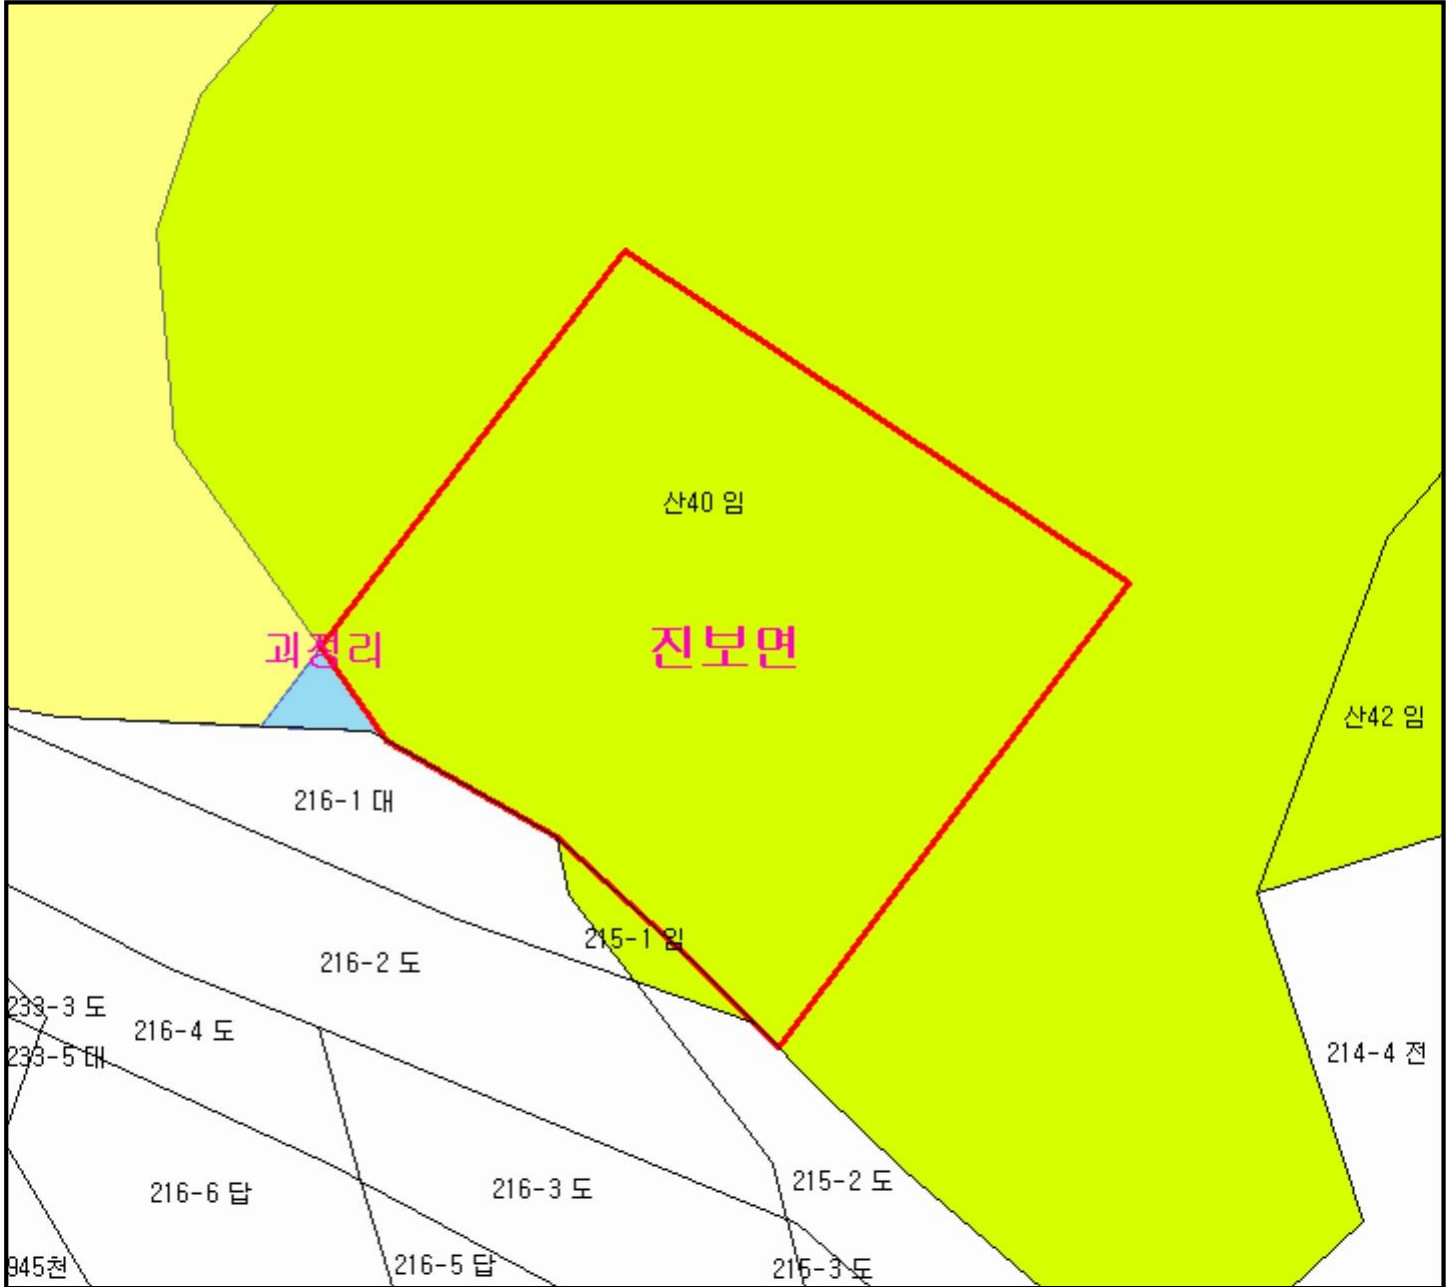 산40 임
괴정리
진보면
산42 임
216-1 대
215-1 임
216-2 도
233-3 도
216-4 도
233-5 대
214-4 전
215-2 도
216-3 도
216-6 답
216-5 답
215-3 도
945천